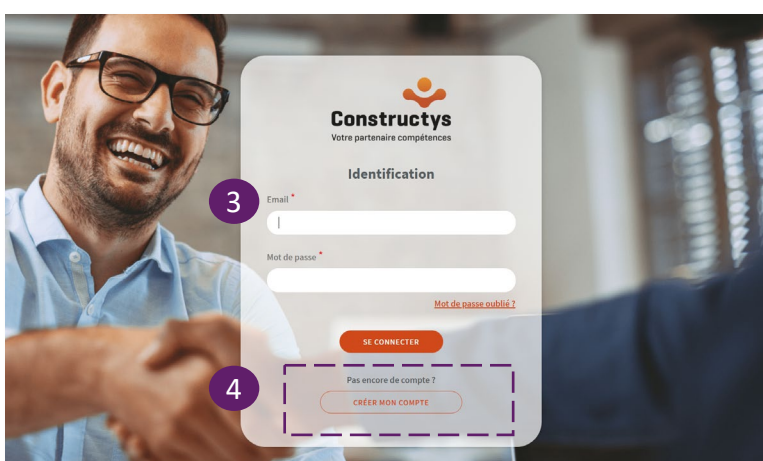 Constructys
Votre partenaire compétences
Identification
3
Email *
Mot de passe *
Mot de passe oublié ?
SE CONNECTER
4
Pas encore de compte ?
CRÉER MON COMPTE